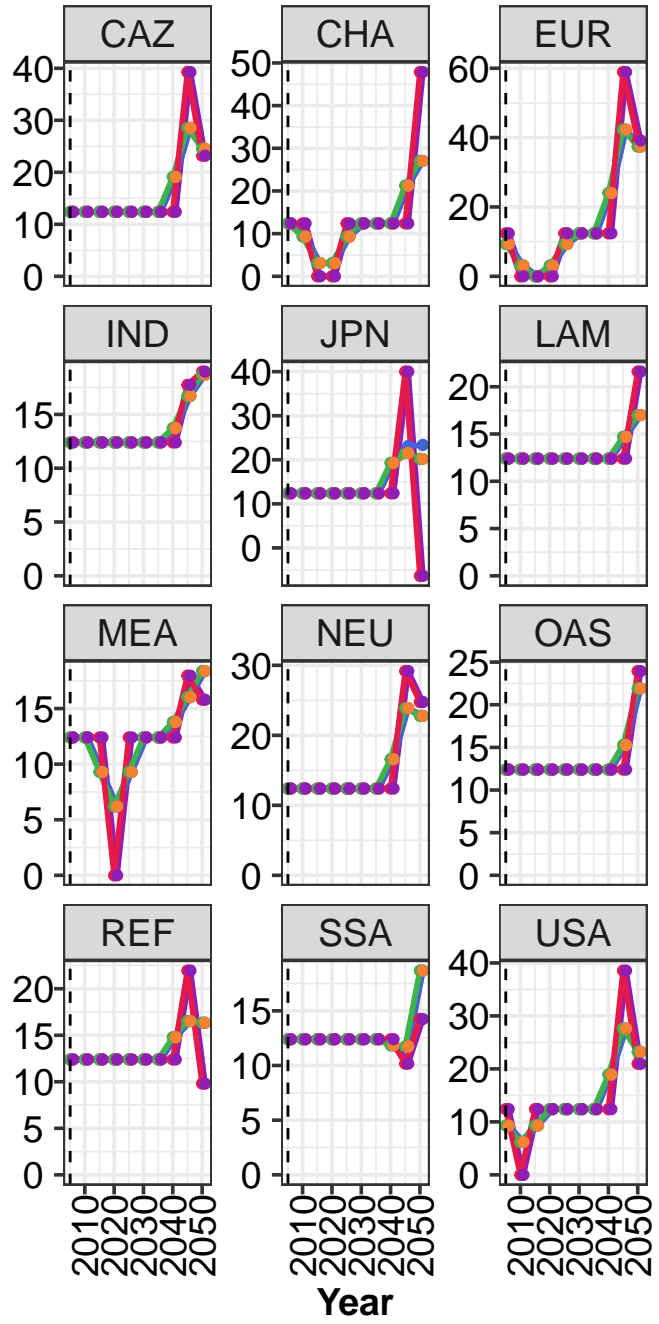 CAZ CHA EUR
40 50 60
30 40
20 30 40
10 20 20
0 10
0 0
IND JPN LAM
15 40 20
10 30 15
5 20 10
0 10 5
0 0
MEA NEU OAS
15 30 25
10 20 20
5 10 15
0 0 10
5
0
REF SSA USA
20 15 40
15 10 30
10 5 20
5 0 10
0 0
2010 2020 2030 2040 2050 2010 2020 2030 2040 2050 2010 2020 2030 2040 2050
Year